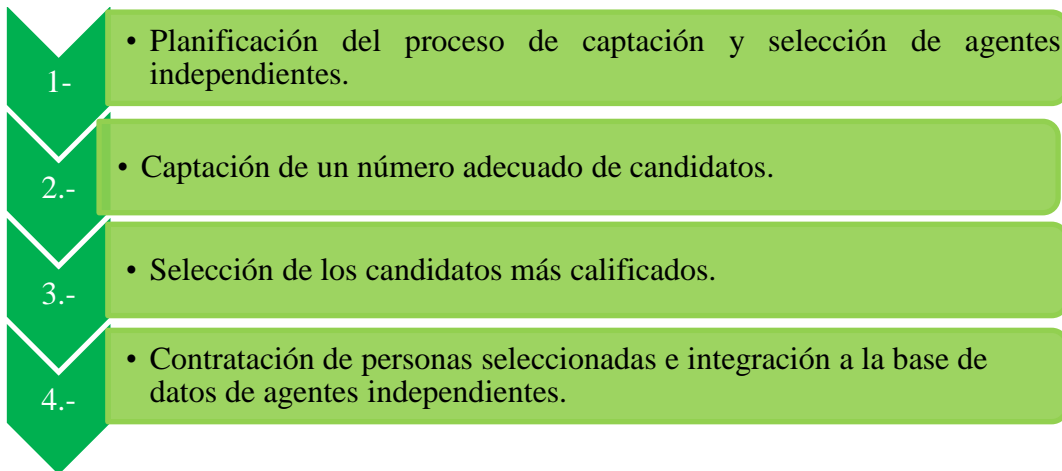 1-
• Planificación del proceso de captación y selección de agentes
independientes.
2.-
• Captación de un número adecuado de candidatos.
3.-
• Selección de los candidatos más calificados.
4.-
• Contratación de personas seleccionadas e integración a la base de
datos de agentes independientes.